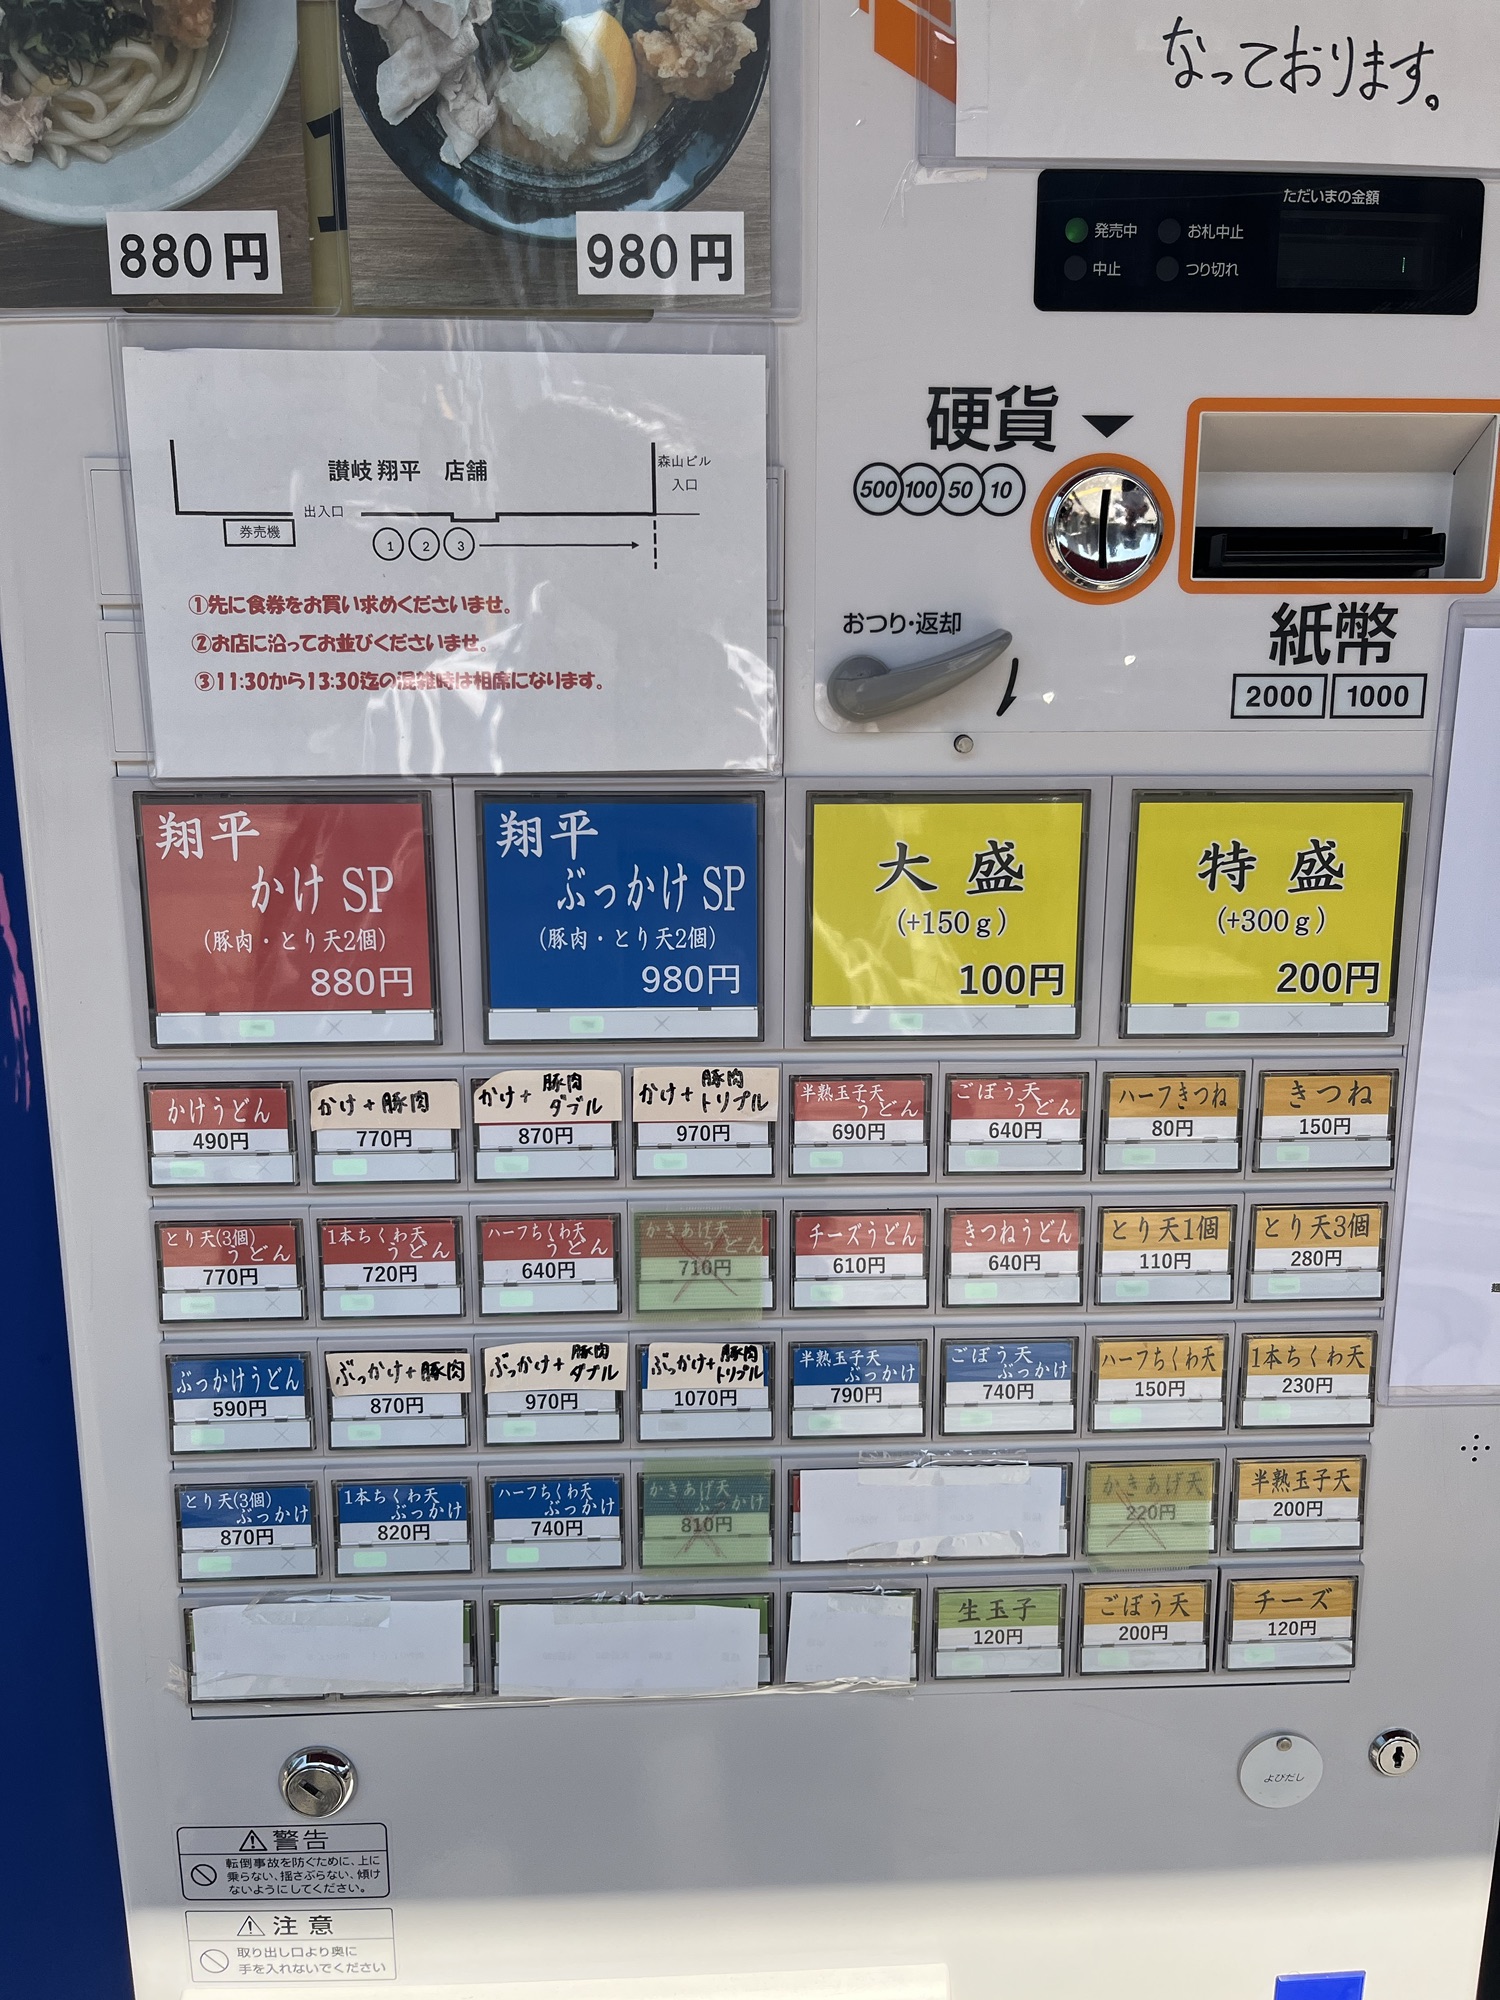 なっております。
880円
980円
ただいまの金額
発売中
お札中止
中止
つり切れ
硬貨
500 100 50 10
おつり・返却
紙幣
2000 1000
讃岐 翔平 店舗
森山ビル
入口
出入口
券売機
1 2 3
①先に食券をお買い求めくださいませ。
②お店に沿ってお並びくださいませ。
③11:30から13:30迄の混雑時は相席になります。
翔平
かけSP
(豚肉・とり天2個)
880円
翔平
ぶっかけSP
(豚肉・とり天2個)
980円
大盛
(+150g)
100円
特盛
(+300g)
200円
かけうどん
490円
かけ+豚肉
770円
かけ+豚肉
ダブル
870円
かけ+豚肉
トリプル
970円
半熟玉子天
うどん
690円
ごぼう天
うどん
640円
ハーフきつね
80円
きつね
150円
とり天(3個)
うどん
770円
1本ちくわ天
うどん
720円
ハーフちくわ天
うどん
640円
かきあげ天
うどん
710円
チーズうどん
610円
きつねうどん
640円
とり天1個
110円
とり天3個
280円
ぶっかけうどん
590円
ぶっかけ+豚肉
870円
ぶっかけ+豚肉
ダブル
970円
ぶっかけ+豚肉
トリプル
1070円
半熟玉子天
ぶっかけ
790円
ごぼう天
ぶっかけ
740円
ハーフちくわ天
150円
1本ちくわ天
230円
とり天(3個)
ぶっかけ
870円
1本ちくわ天
ぶっかけ
820円
ハーフちくわ天
ぶっかけ
740円
かきあげ天
ぶっかけ
810円
かきあげ天
220円
半熟玉子天
200円
生玉子
120円
ごぼう天
200円
チーズ
120円
よびだし
警告
転倒事故を防ぐために、上に
乗らない、揺さぶらない、傾け
ないようにしてください。
注意
取り出し口より奥に
手を入れないでください